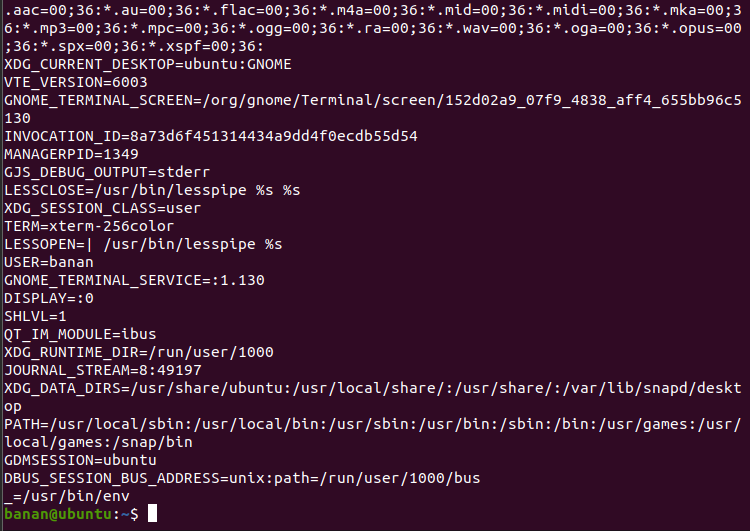 .aac=00;36:*.au=00;36:*.flac=00;36:*.m4a=00;36:*.mid=00;36:*.midi=00;36:*.mka=00;3
6:*.mp3=00;36:*.mpc=00;36:*.ogg=00;36:*.ra=00;36:*.wav=00;36:*.oga=00;36:*.opus=00
;36:*.spx=00;36:*.xspf=00;36:
XDG_CURRENT_DESKTOP=ubuntu:GNOME
VTE_VERSION=6003
GNOME_TERMINAL_SCREEN=/org/gnome/Terminal/screen/152d02a9_07f9_4838_aff4_655bb96c5
130
INVOCATION_ID=8a73d6f451314434a9dd4f0ecdb55d54
MANAGERPID=1349
GJS_DEBUG_OUTPUT=stderr
LESSCLOSE=/usr/bin/lesspipe %s %s
XDG_SESSION_CLASS=user
TERM=xterm-256color
LESSOPEN=| /usr/bin/lesspipe %s
USER=banan
GNOME_TERMINAL_SERVICE=:1.130
DISPLAY=:0
SHLVL=1
QT_IM_MODULE=ibus
XDG_RUNTIME_DIR=/run/user/1000
JOURNAL_STREAM=8:49197
XDG_DATA_DIRS=/usr/share/ubuntu:/usr/local/share/:/usr/share/:/var/lib/snapd/deskt
op
PATH=/usr/local/sbin:/usr/local/bin:/usr/sbin:/usr/bin:/sbin:/bin:/usr/games:/usr/
local/games:/snap/bin
GDMSESSION=ubuntu
DBUS_SESSION_BUS_ADDRESS=unix:path=/run/user/1000/bus
_=/usr/bin/env
banan@ubuntu:~$